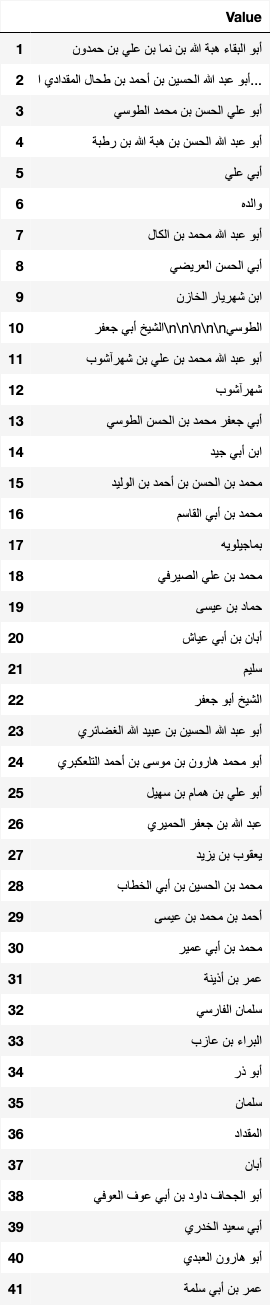 Value
1 أبو البقاء هبة الله بن نما بن علي بن حمدون
2 أبو عبد الله الحسين بن أحمد بن طحال المقدادي ا...
3 أبو علي الحسن بن محمد الطوسي
4 أبو عبد الله الحسن بن هبة الله بن رطبة
5 أبي علي
6 والده
7 أبو عبد الله محمد بن الكال
8 أبي الحسن العريضي
9 ابن شهريار الخازن
10 الشيخ أبي جعفر\n\n\n\n\nالطوسي
11 أبو عبد الله محمد بن علي بن شهرآشوب
12 شهرآشوب
13 أبي جعفر محمد بن الحسن الطوسي
14 ابن أبي جيد
15 محمد بن الحسن بن أحمد بن الوليد
16 محمد بن أبي القاسم
17 بماجيلويه
18 محمد بن علي الصيرفي
19 حماد بن عيسى
20 أبان بن أبي عياش
21 سليم
22 الشيخ أبو جعفر
23 أبو عبد الله الحسين بن عبيد الله الغضائري
24 أبو محمد هارون بن موسى بن أحمد التلعكبري
25 أبو علي بن همام بن سهيل
26 عبد الله بن جعفر الحميري
27 يعقوب بن يزيد
28 محمد بن الحسين بن أبي الخطاب
29 أحمد بن محمد بن عيسى
30 محمد بن أبي عمير
31 عمر بن أذينة
32 سلمان الفارسي
33 البراء بن عازب
34 أبو ذر
35 سلمان
36 المقداد
37 أبان
38 أبو الجحاف داود بن أبي عوف العوفي
39 أبي سعيد الخدري
40 أبو هارون العبدي
41 عمر بن أبي سلمة